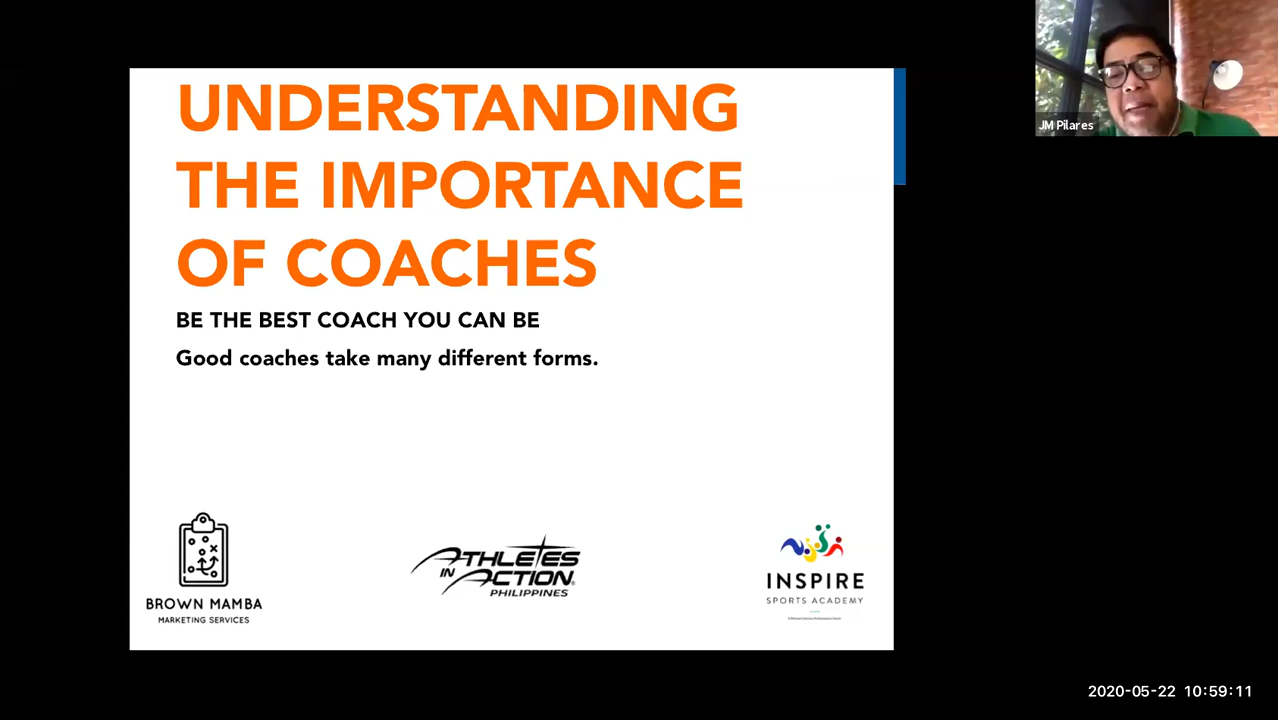 UNDERSTANDING
THE IMPORTANCE
OF COACHES
BE THE BEST COACH YOU CAN BE
Good coaches take many different forms.
BROWN MAMBA
MARKETING SERVICES
ATHLETES
IN ACTION
PHILIPPINES
INSPIRE
SPORTS ACADEMY
JM Pilares
2020-05-22 10:59:11